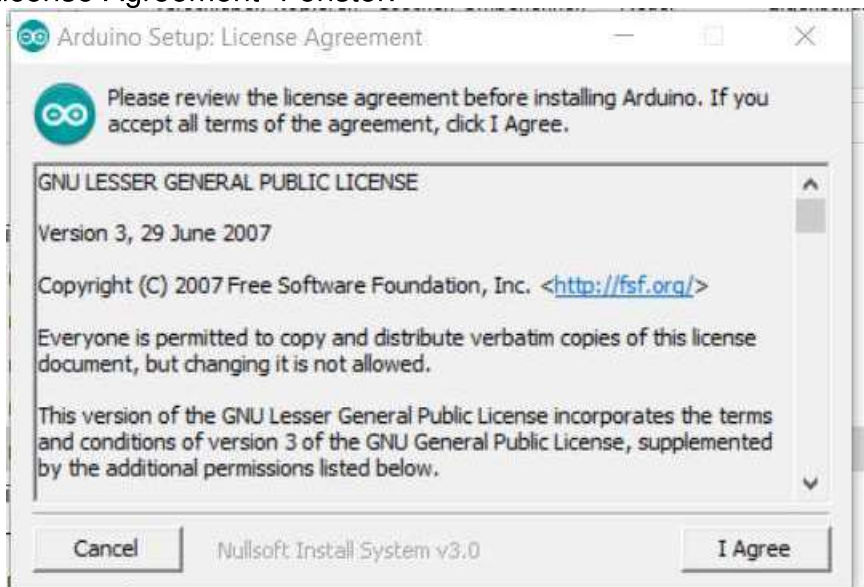 License Agreement
Arduino Setup: License Agreement
Please review the license agreement before installing Arduino. If you
accept all terms of the agreement, click I Agree.
GNU LESSER GENERAL PUBLIC LICENSE
Version 3, 29 June 2007
Copyright (C) 2007 Free Software Foundation, Inc. <http://fsf.org/>
Everyone is permitted to copy and distribute verbatim copies of this license
document, but changing it is not allowed.
This version of the GNU Lesser General Public License incorporates the terms
and conditions of version 3 of the GNU General Public License, supplemented
by the additional permissions listed below.
Cancel
Nullsoft Install System v3.0
I Agree